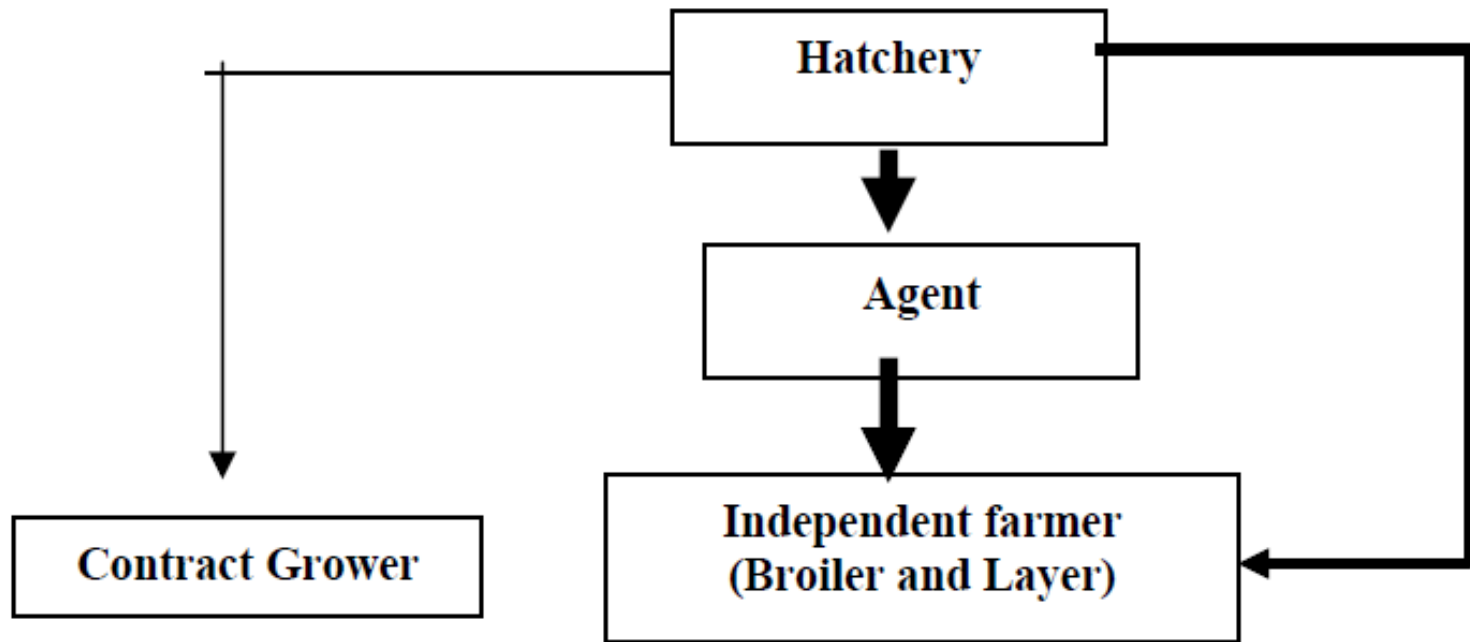 Hatchery
Agent
Independent farmer
(Broiler and Layer)
Contract Grower